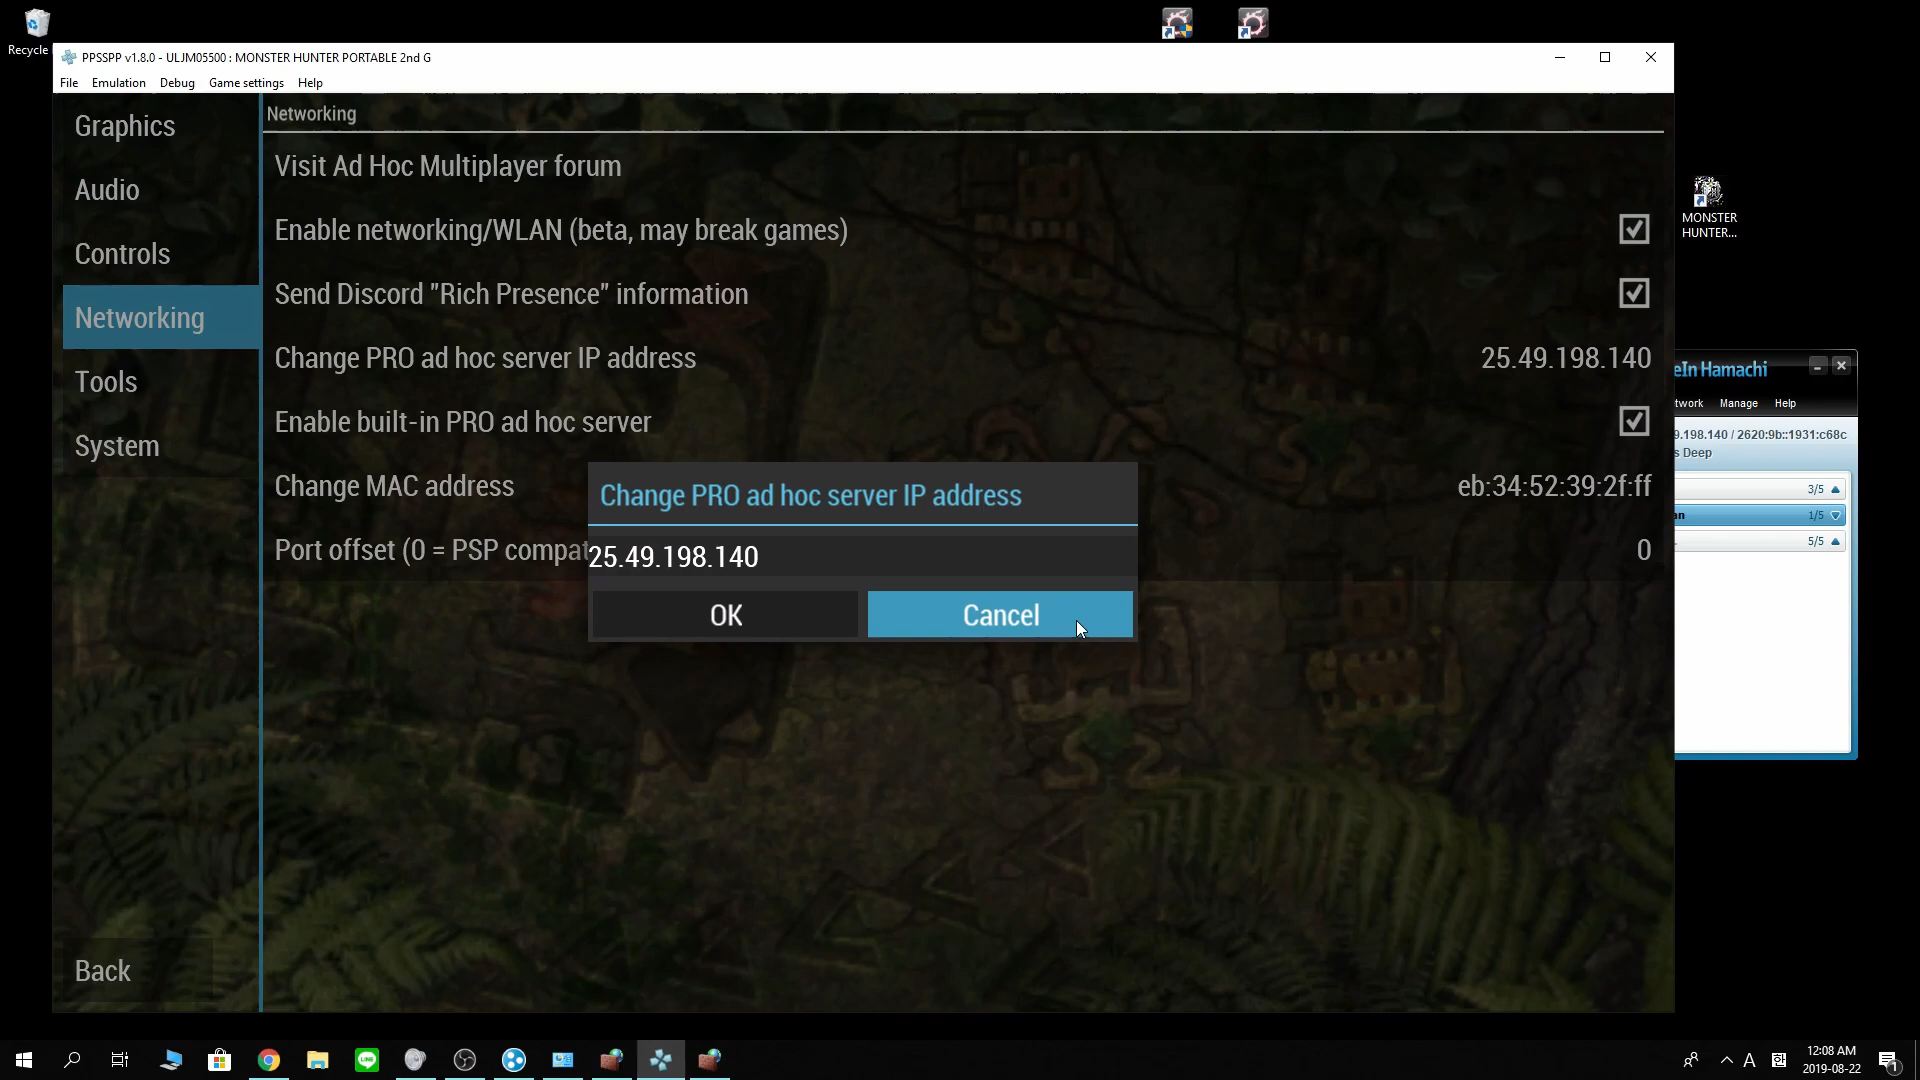 Recycle
PPSSPP v1.8.0 - ULJM05500 : MONSTER HUNTER PORTABLE 2nd G
File Emulation Debug Game settings Help
Graphics
Audio
Controls
Networking
Tools
System
Back
Networking
Visit Ad Hoc Multiplayer forum
Enable networking/WLAN (beta, may break games)
Send Discord "Rich Presence" information
Change PRO ad hoc server IP address 25.49.198.140
Enable built-in PRO ad hoc server
Change MAC address eb:34:52:39:2f:ff
Port offset (0 = PSP compat 0
Change PRO ad hoc server IP address
25.49.198.140
OK Cancel
MONSTER
HUNTER...
eIn Hamachi
twork Manage Help
9.198.140 / 2620:9b::1931:c68c
s Deep
3/5
an 1/5
5/5
LINE
A
12:08 AM
2019-08-22
1